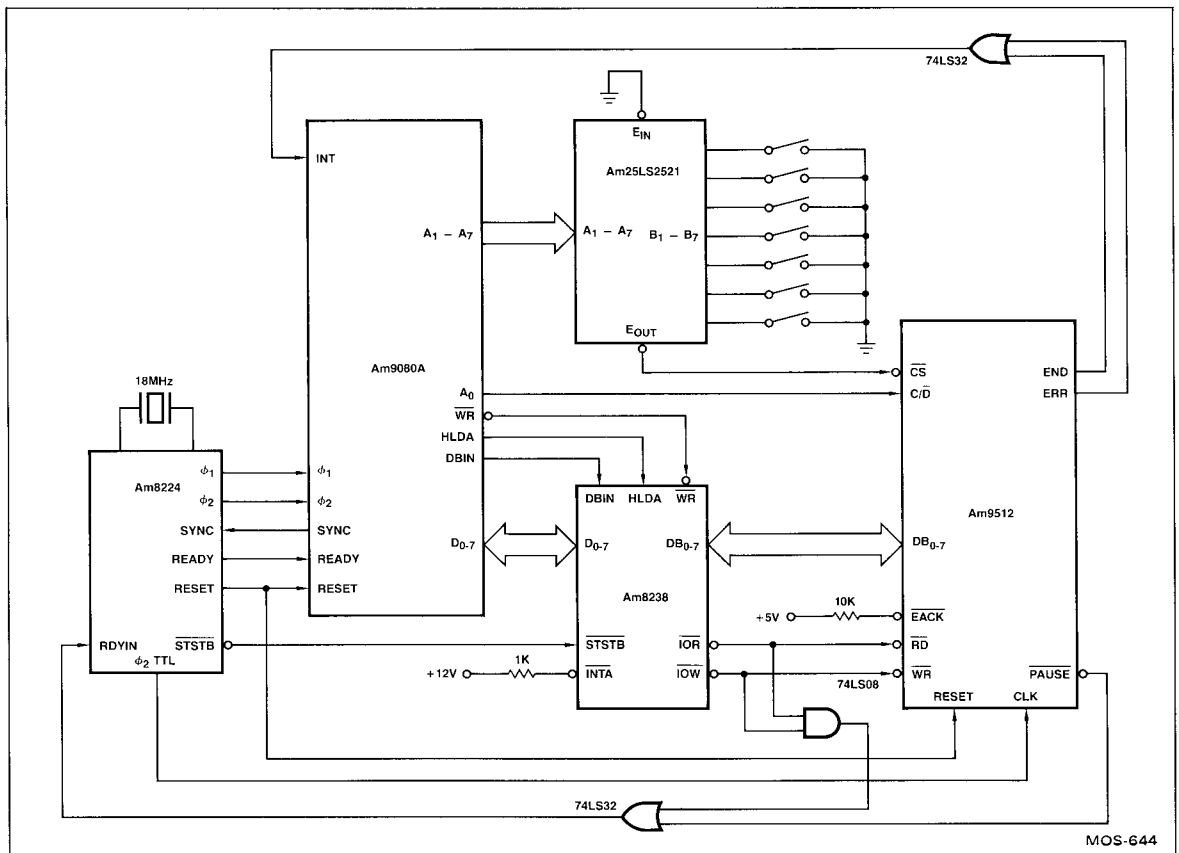 74LS32
INT
Am9080A
A1 – A7
A0
WR
HLDA
DBIN
D0-7
ϕ1
ϕ2
SYNC
READY
RESET
EIN
Am25LS2521
A1 – A7
B1 – B7
EOUT
18MHz
Am8224
ϕ1
ϕ2
SYNC
READY
RESET
RDYIN
STSTB
ϕ2 TTL
DBIN
HLDA
WR
D0-7
DB0-7
Am8238
STSTB
IOR
INTA
IOW
+12V
1K
CS
C/D
END
ERR
Am9512
DB0-7
+5V
10K
EACK
RD
WR
PAUSE
RESET
CLK
74LS08
74LS32
MOS-644